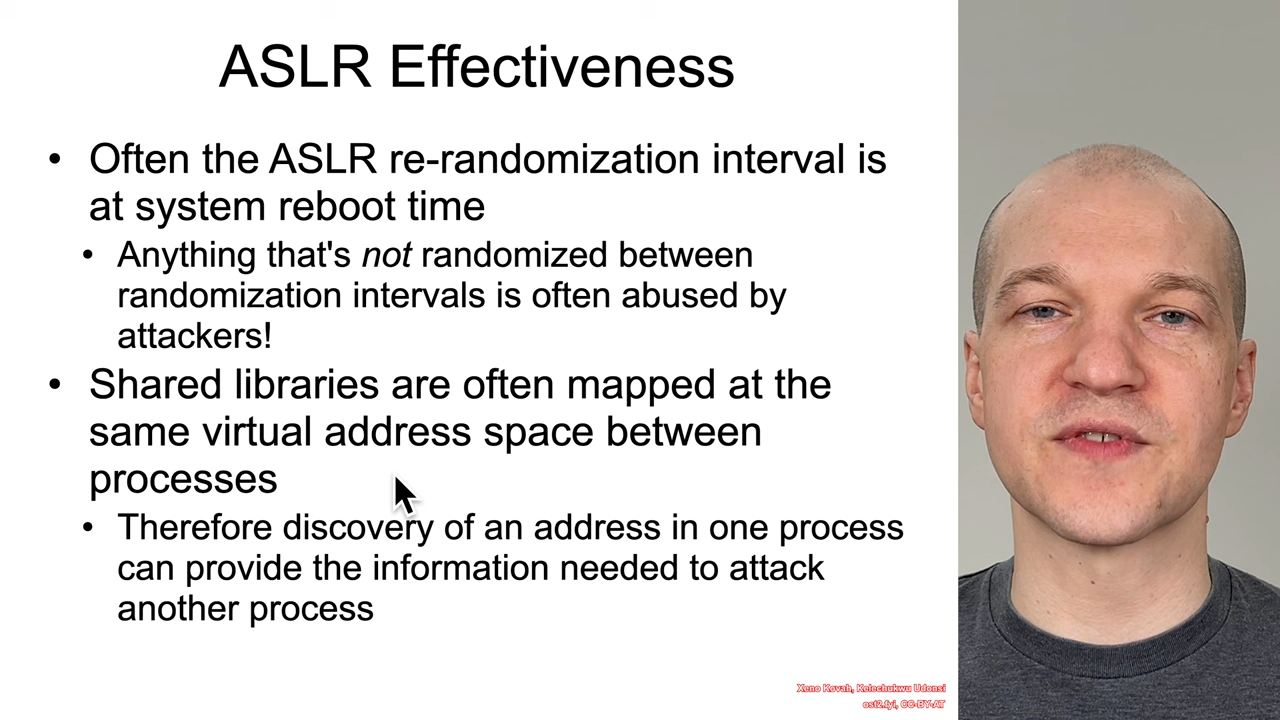 ASLR Effectiveness
• Often the ASLR re-randomization interval is
at system reboot time
• Anything that's not randomized between
randomization intervals is often abused by
attackers!
• Shared libraries are often mapped at the
same virtual address space between
processes
• Therefore discovery of an address in one process
can provide the information needed to attack
another process
Xeno Kovah, Kelechukwu Udonsi
ost2.fyi, CC-BY-AT